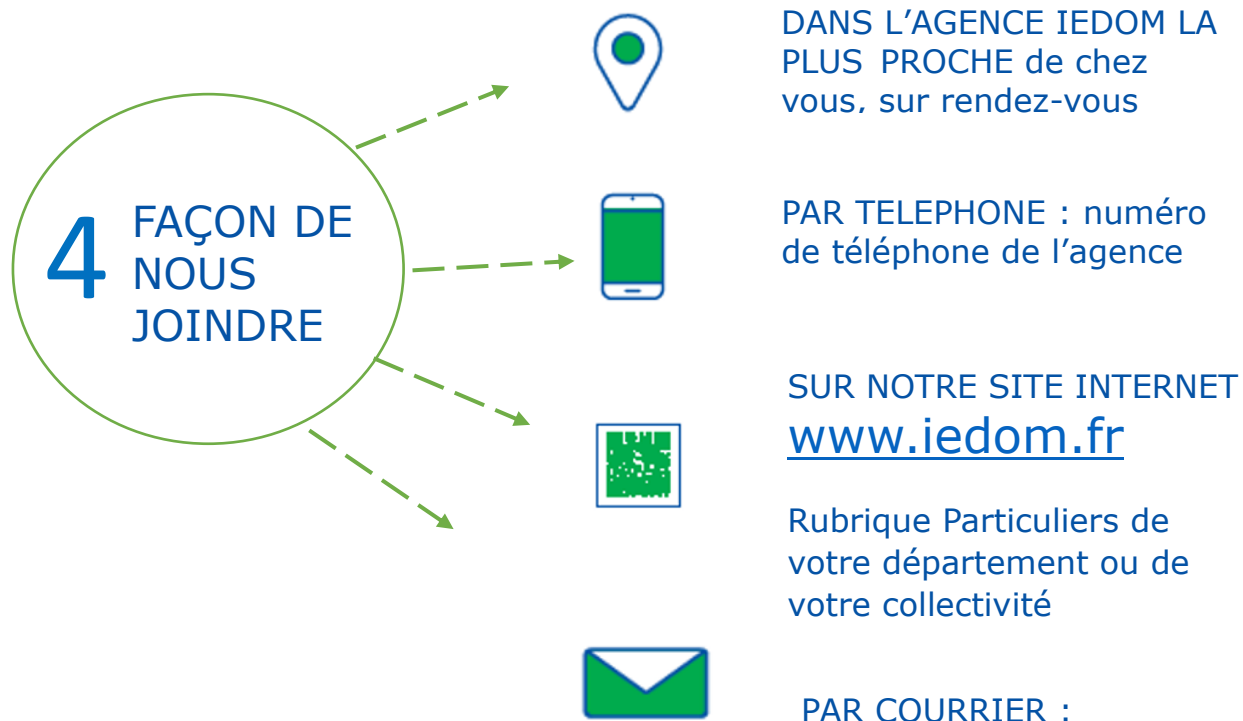 DANS L’AGENCE IEDOM LA
PLUS PROCHE de chez
vous, sur rendez-vous
4 FAÇON DE
NOUS
JOINDRE
PAR TELEPHONE : numéro
de téléphone de l’agence
SUR NOTRE SITE INTERNET
www.iedom.fr
Rubrique Particuliers de
votre département ou de
votre collectivité
PAR COURRIER :